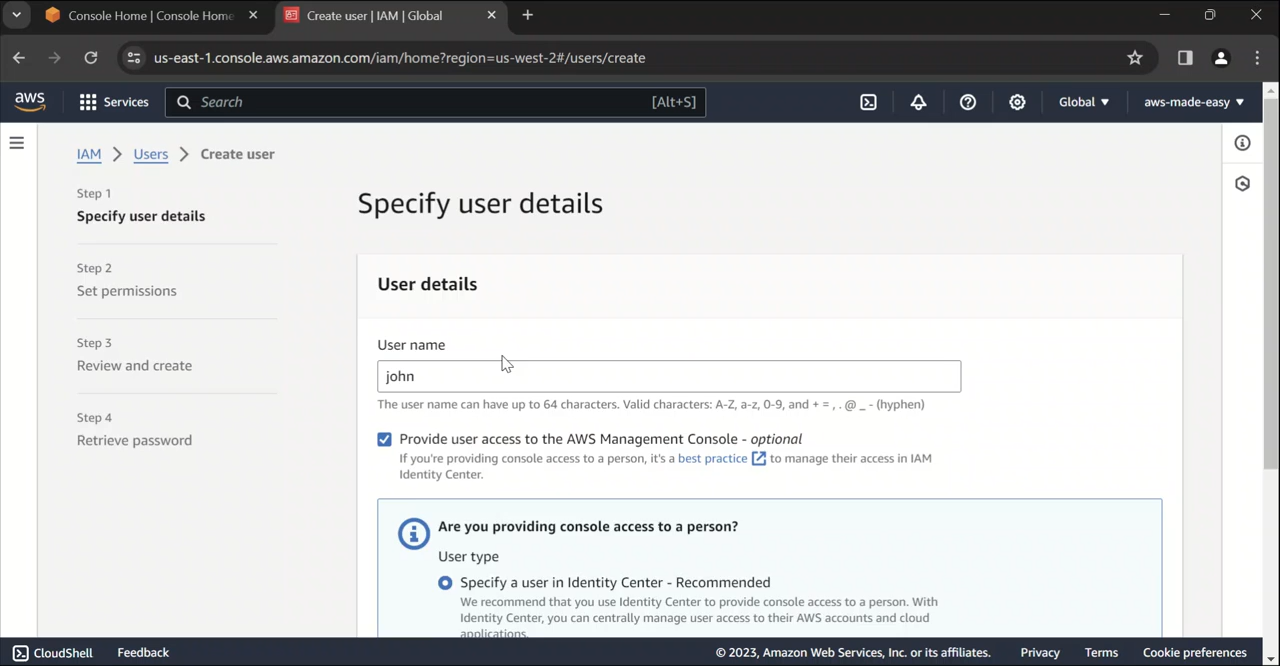 Console Home | Console Home
Create user | IAM | Global
us-east-1.console.aws.amazon.com/iam/home?region=us-west-2#/users/create
aws
Services
Search
[Alt+S]
Global
aws-made-easy
IAM
Users
Create user
Step 1
Specify user details
Step 2
Set permissions
Step 3
Review and create
Step 4
Retrieve password
Specify user details
User details
User name
john
The user name can have up to 64 characters. Valid characters: A-Z, a-z, 0-9, and + = , . @ _ - (hyphen)
Provide user access to the AWS Management Console - optional
If you're providing console access to a person, it's a best practice to manage their access in IAM
Identity Center.
Are you providing console access to a person?
User type
Specify a user in Identity Center - Recommended
We recommend that you use Identity Center to provide console access to a person. With
Identity Center, you can centrally manage user access to their AWS accounts and cloud
applications.
CloudShell
Feedback
© 2023, Amazon Web Services, Inc. or its affiliates.
Privacy
Terms
Cookie preferences